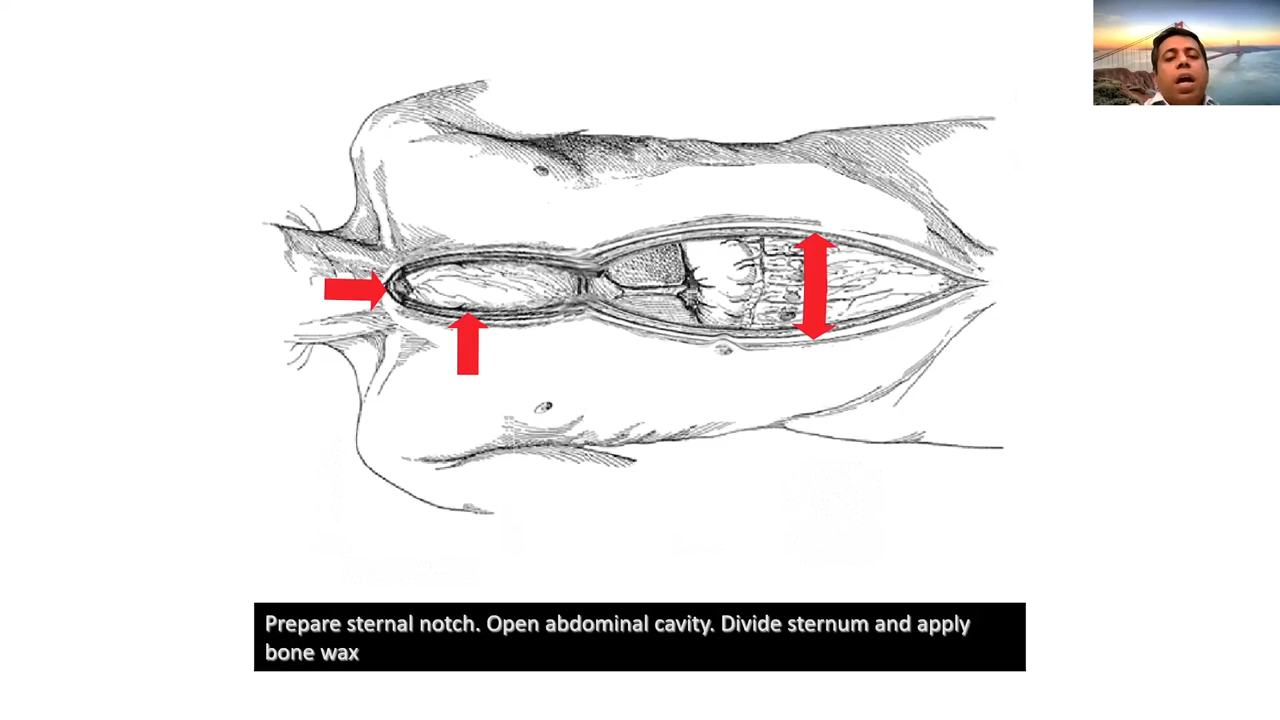 Prepare sternal notch. Open abdominal cavity. Divide sternum and apply
bone wax